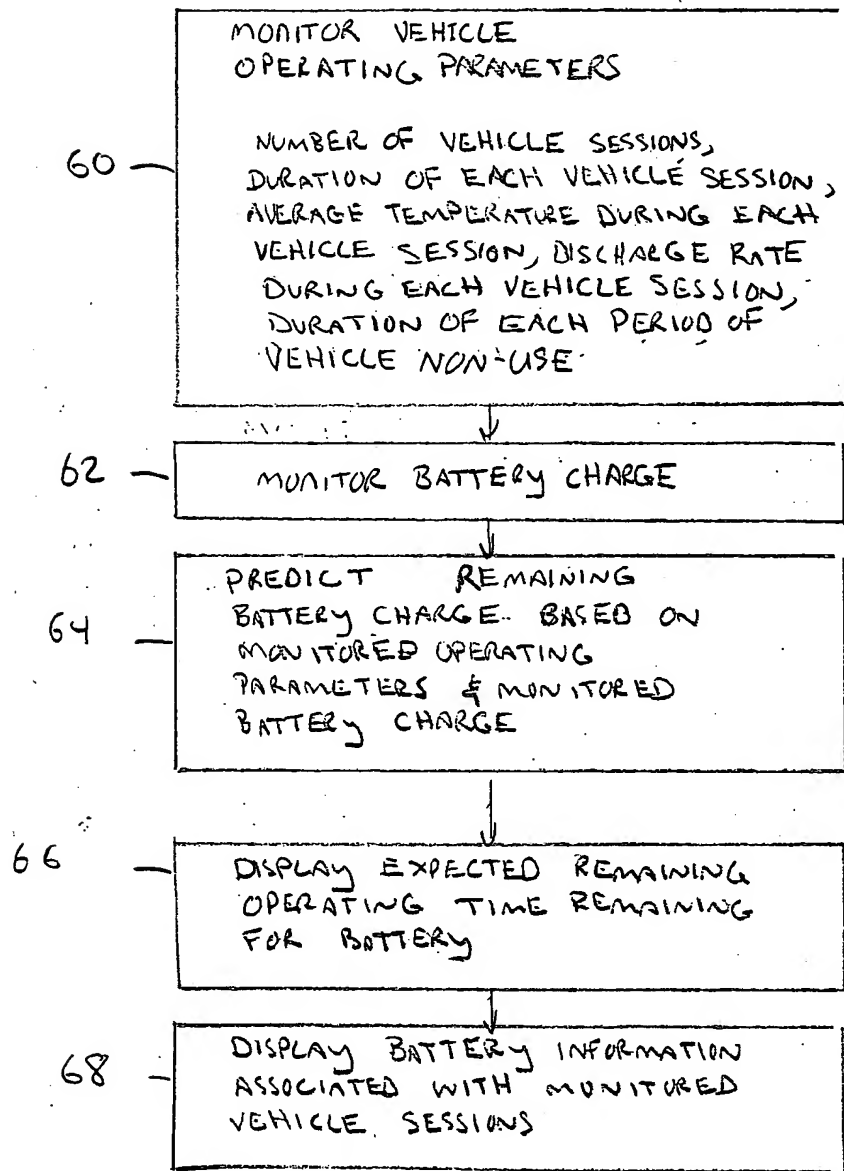 MONITOR VEHICLE
OPERATING PARAMETERS
60
NUMBER OF VEHICLE SESSIONS,
DURATION OF EACH VEHICLE SESSION,
AVERAGE TEMPERATURE DURING EACH
VEHICLE SESSION, DISCHARGE RATE
DURING EACH VEHICLE SESSION,
DURATION OF EACH PERIOD OF
VEHICLE NON-USE
62
MONITOR BATTERY CHARGE
64
PREDICT REMAINING
BATTERY CHARGE BASED ON
MONITORED OPERATING
PARAMETERS & MONITORED
BATTERY CHARGE
66
DISPLAY EXPECTED REMAINING
OPERATING TIME REMAINING
FOR BATTERY
68
DISPLAY BATTERY INFORMATION
ASSOCIATED WITH MONITORED
VEHICLE SESSIONS